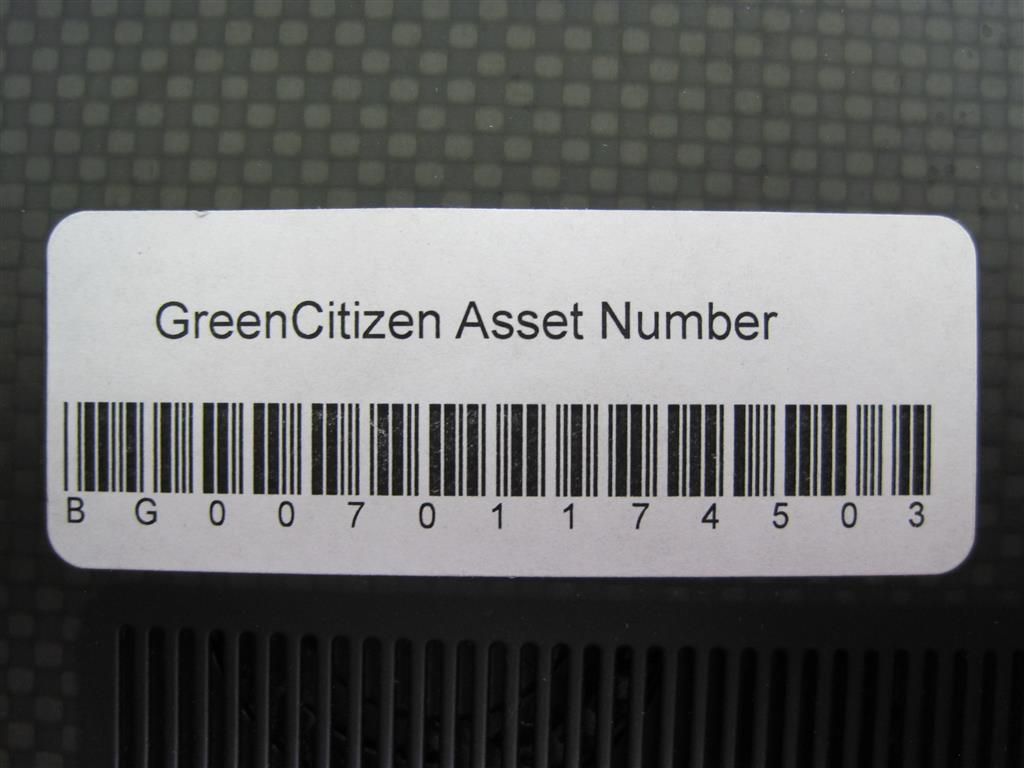 GreenCitizen Asset Number
B G 0 0 7 0 1 1 7 4 5 0 3